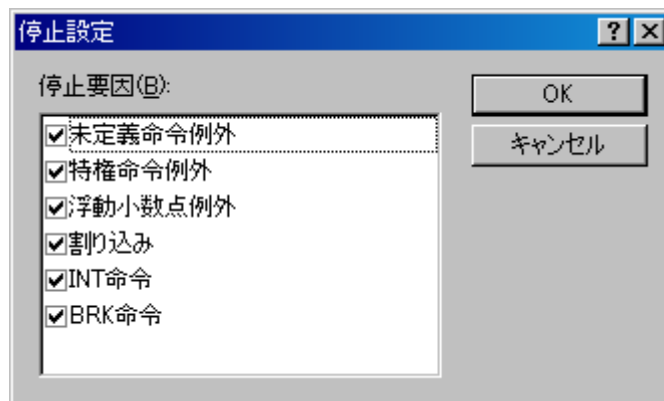 停止設定
停止要因(B):
未定義命令例外
特権命令例外
浮動小数点例外
割り込み
INT命令
BRK命令
OK
キャンセル